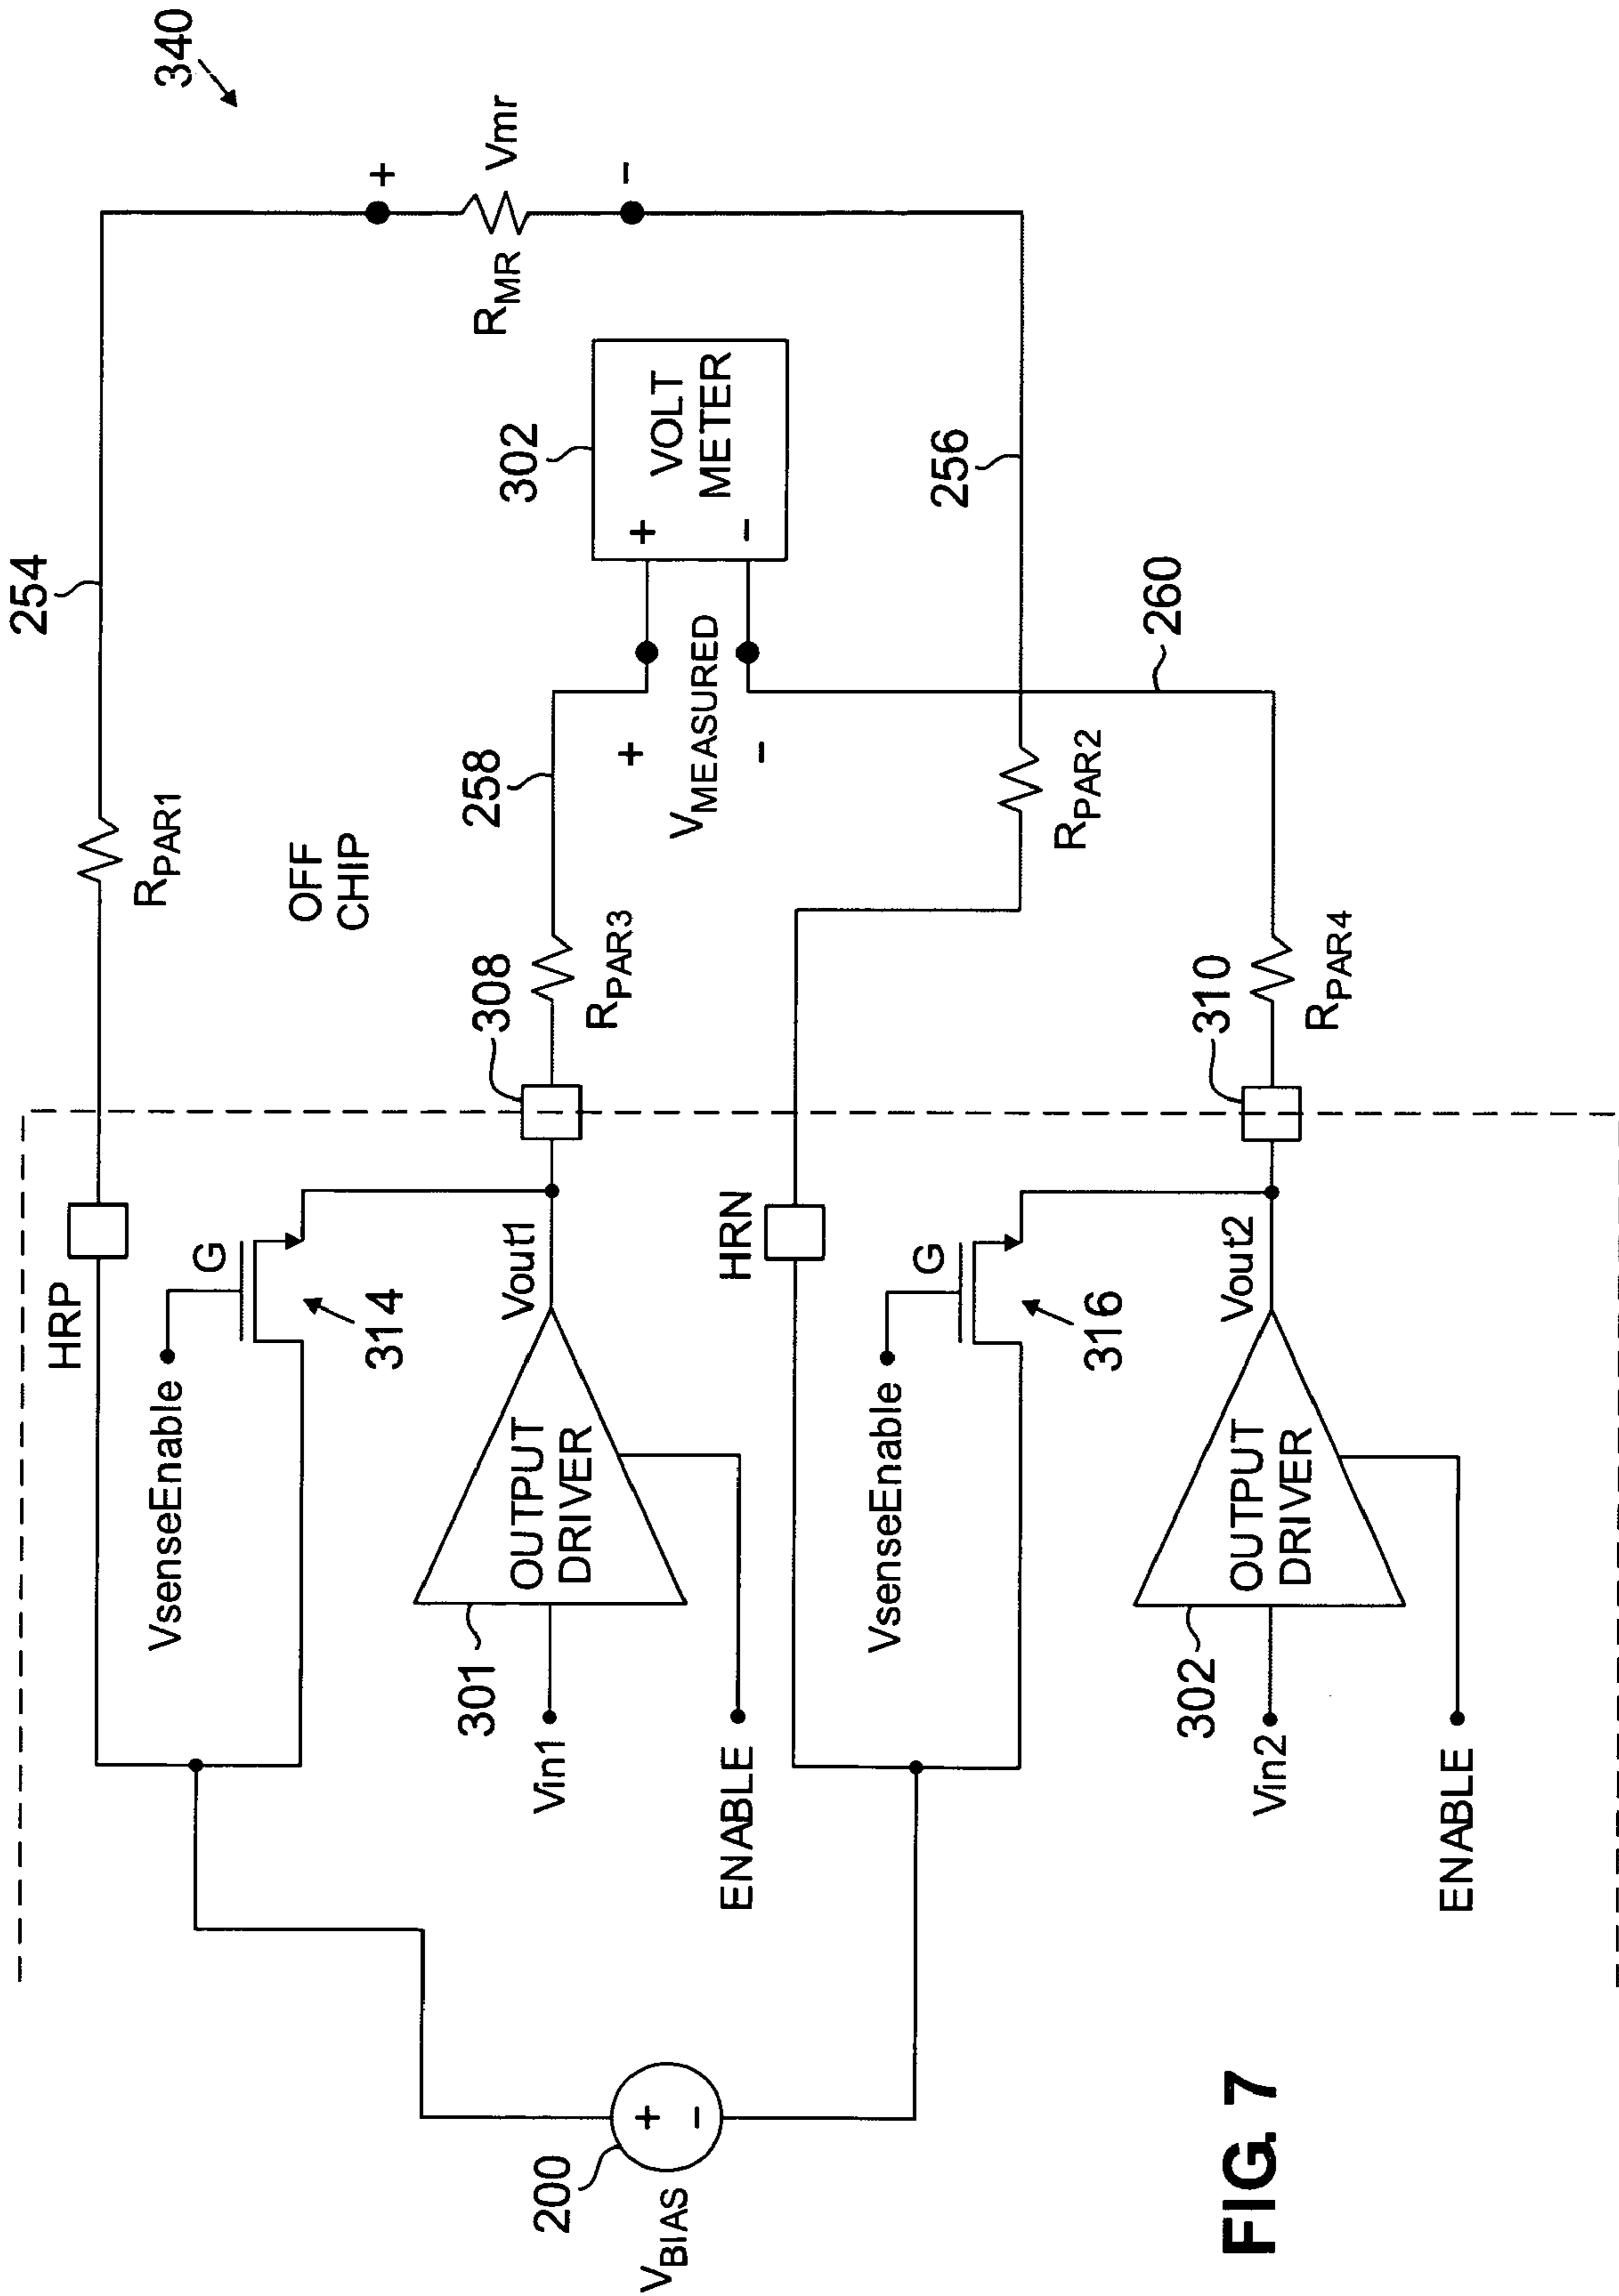 340
254
RPAR1
+
Vmr
-
RMR
OFF
CHIP
HRP
VsenseEnable
G
314
302
VOLT
METER
+
-
258
+
VMEASURED
-
308
RPAR3
Vout1
OUTPUT
DRIVER
301
Vin1
ENABLE
256
RPAR2
260
HRN
VsenseEnable
G
316
310
RPAR4
Vout2
OUTPUT
DRIVER
302
Vin2
ENABLE
200
+
-
VBIAS
FIG. 7